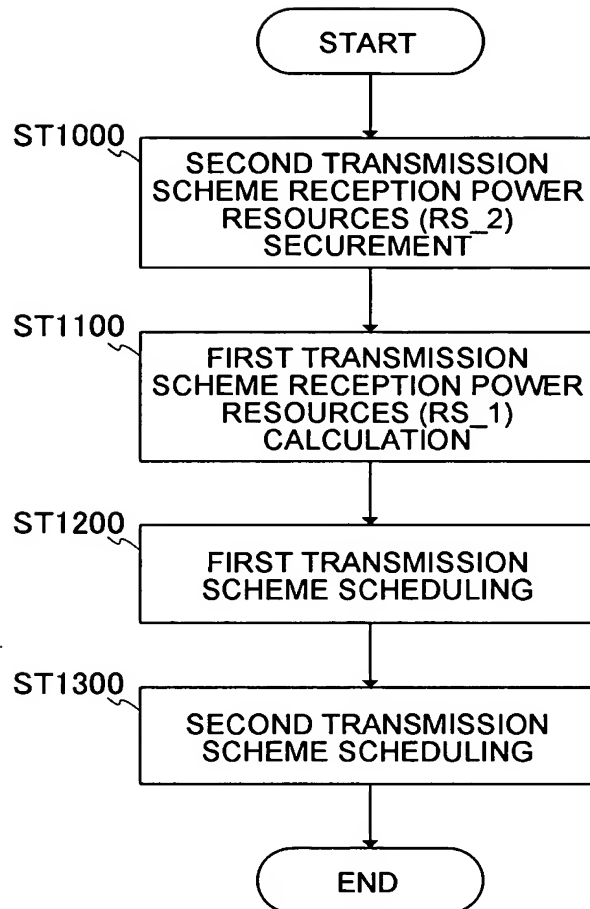 START
ST1000
SECOND TRANSMISSION
SCHEME RECEPTION POWER
RESOURCES (RS_2)
SECUREMENT
ST1100
FIRST TRANSMISSION
SCHEME RECEPTION POWER
RESOURCES (RS_1)
CALCULATION
ST1200
FIRST TRANSMISSION
SCHEME SCHEDULING
ST1300
SECOND TRANSMISSION
SCHEME SCHEDULING
END